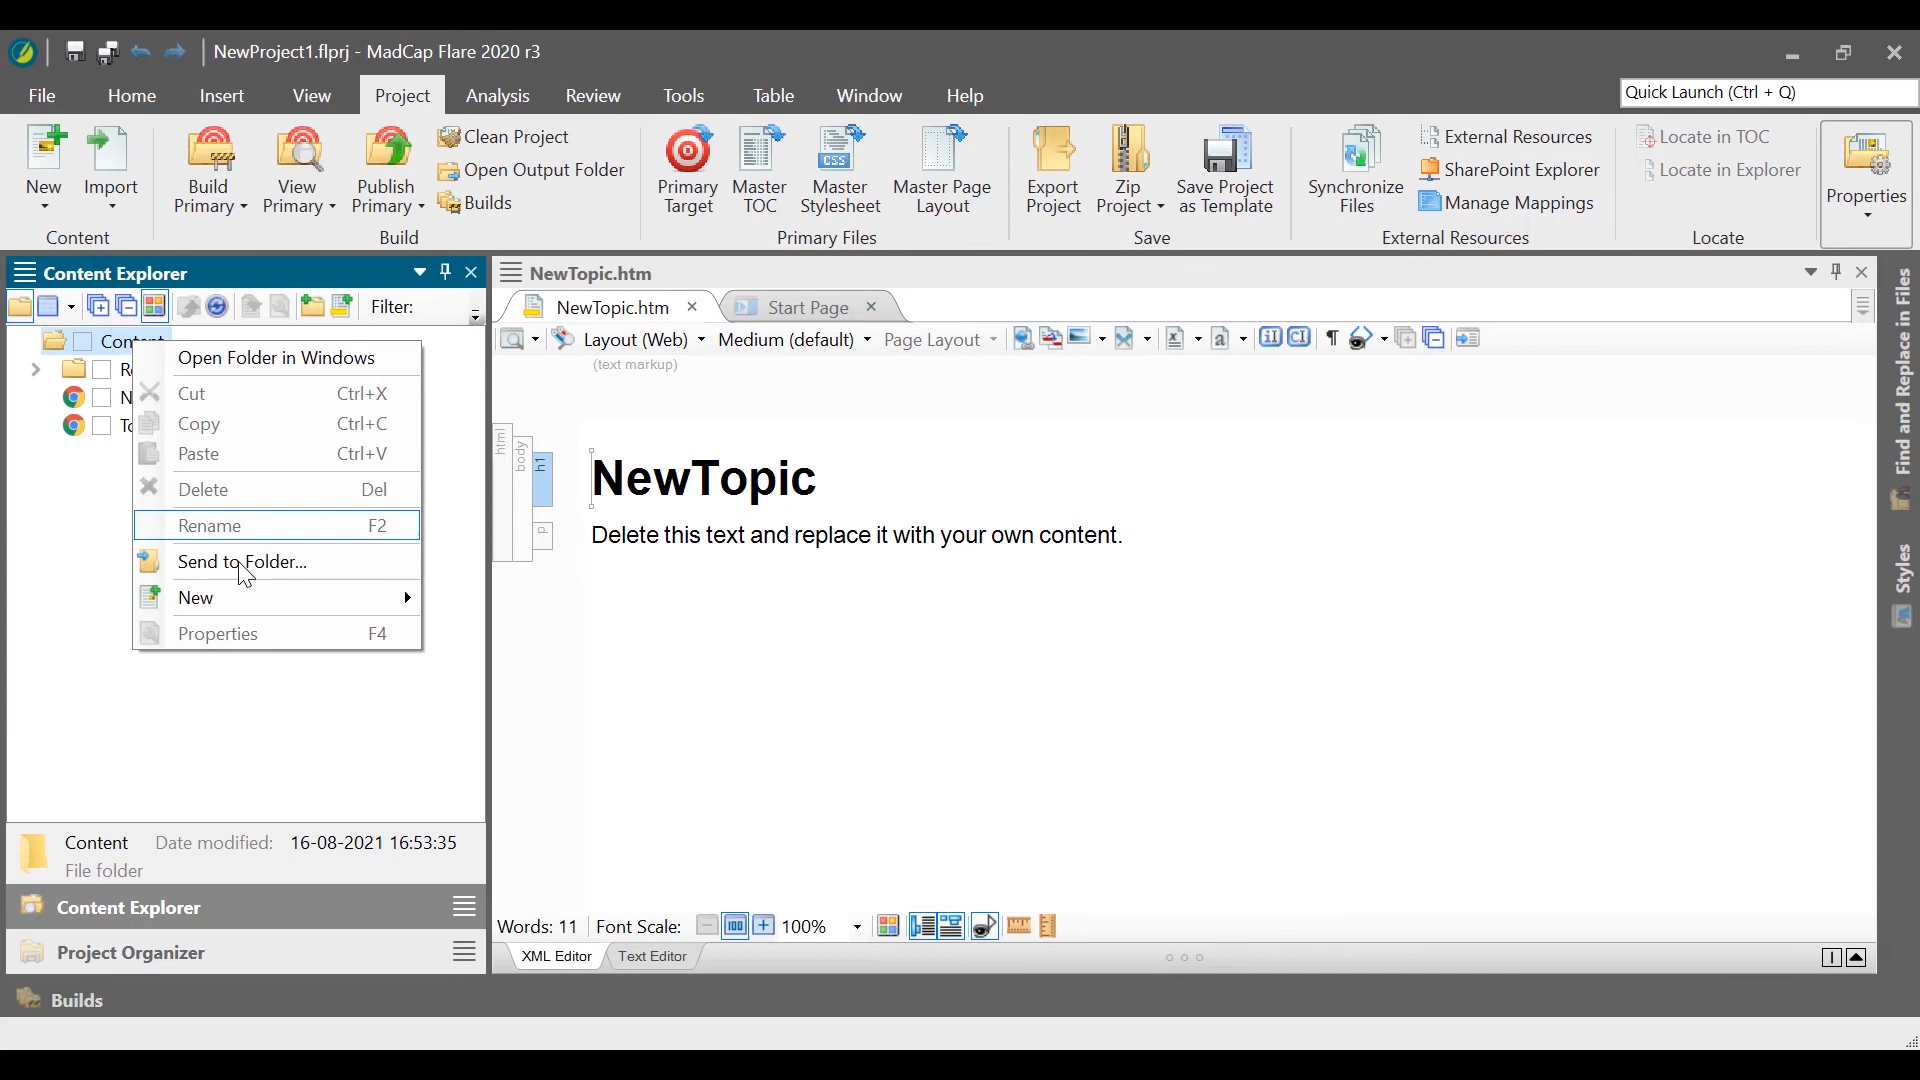 NewProject1.flprj - MadCap Flare 2020 r3
File Home Insert View Project Analysis Review Tools Table Window Help
Quick Launch (Ctrl + Q)
New
Import
Content
Build Primary
View Primary
Publish Primary
Clean Project
Open Output Folder
Builds
Build
Primary Target
Master TOC
Master Stylesheet
CSS
Master Page Layout
Primary Files
Export Project
Zip Project
Save Project as Template
Save
Synchronize Files
External Resources
SharePoint Explorer
Manage Mappings
External Resources
Locate in TOC
Locate in Explorer
Locate
Properties
Content Explorer
Filter:
Open Folder in Windows
Cut Ctrl+X
Copy Ctrl+C
Paste Ctrl+V
Delete Del
Rename F2
Send to Folder...
New
Properties F4
Content Date modified: 16-08-2021 16:53:35
File folder
Content Explorer
Project Organizer
Builds
NewTopic.htm
NewTopic.htm Start Page
Layout (Web) Medium (default) Page Layout
(text markup)
html
body
h1
p
NewTopic
Delete this text and replace it with your own content.
Words: 11 Font Scale: 100 100%
XML Editor Text Editor
Find and Replace in Files
Styles